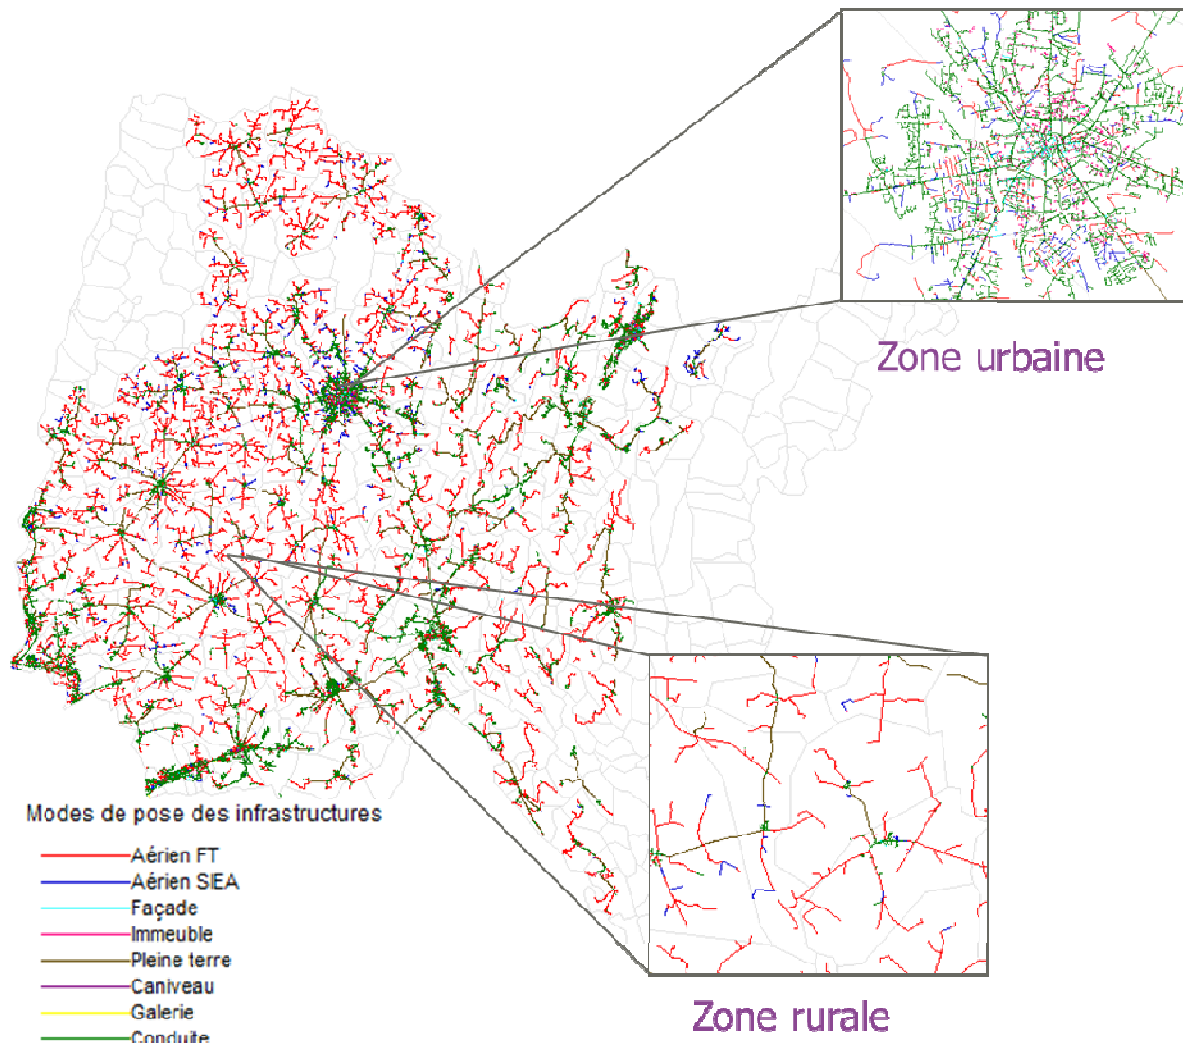 Zone urbaine
Modes de pose des infrastructures
Aérien FT
Aérien SIEA
Façade
Immeuble
Pleine terre
Caniveau
Galerie
Conduite
Zone rurale